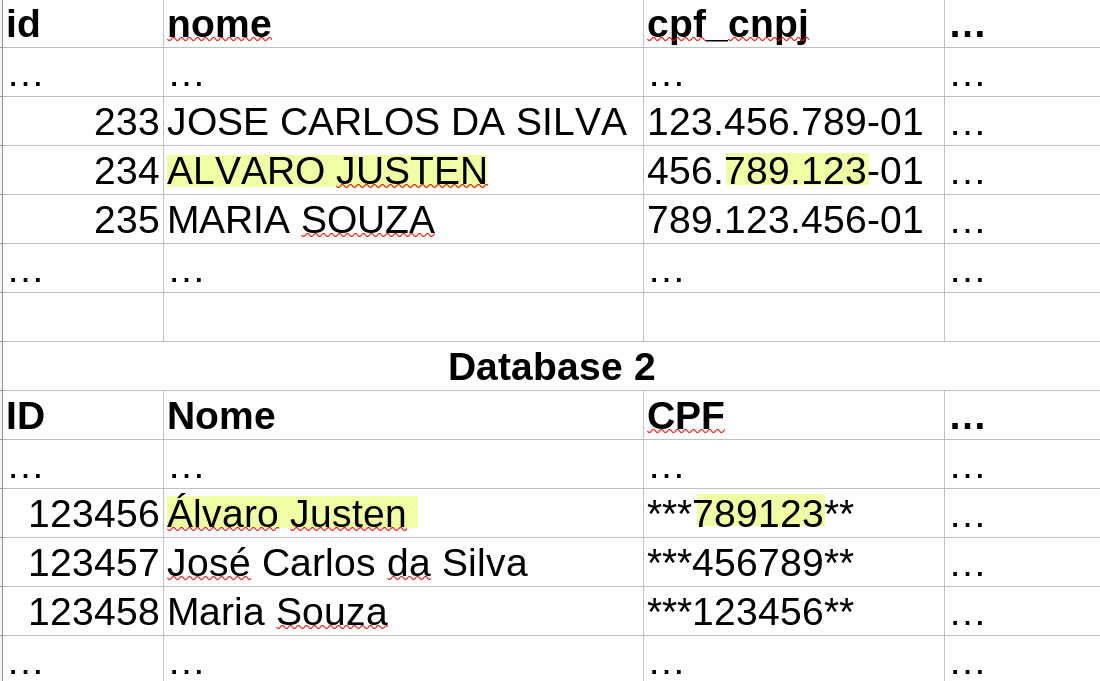 id nome cpf_cnpj ...
... ... ... ...
233 JOSE CARLOS DA SILVA 123.456.789-01 ...
234 ALVARO JUSTEN 456.789.123-01 ...
235 MARIA SOUZA 789.123.456-01 ...
... ... ... ...
Database 2
ID Nome CPF ...
... ... ... ...
123456 Álvaro Justen ***789123** ...
123457 José Carlos da Silva ***456789** ...
123458 Maria Souza ***123456** ...
... ... ... ...